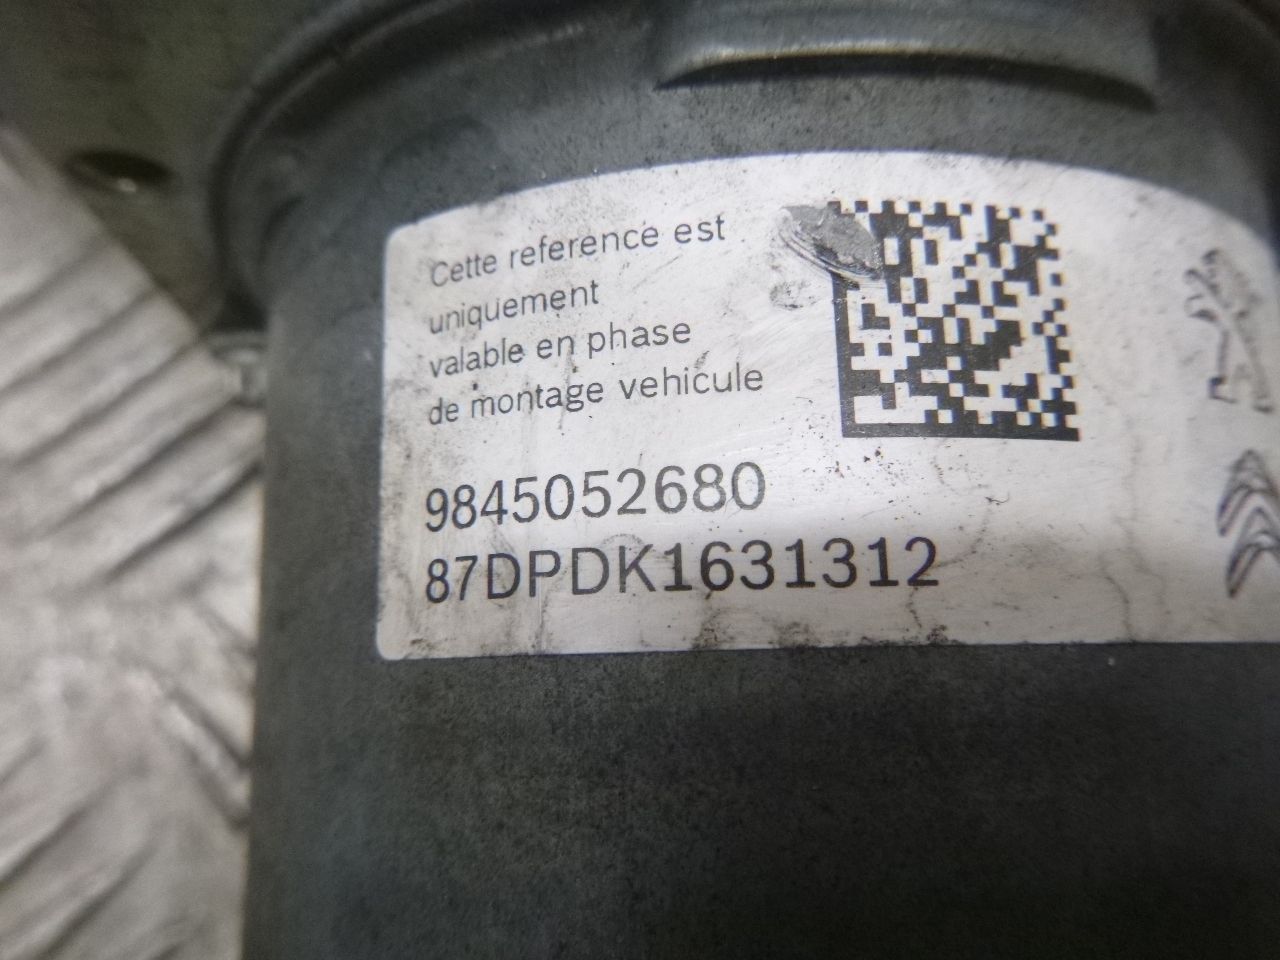 Cette reference est
uniquement
valable en phase
de montage vehicule
9845052680
87DPDK1631312